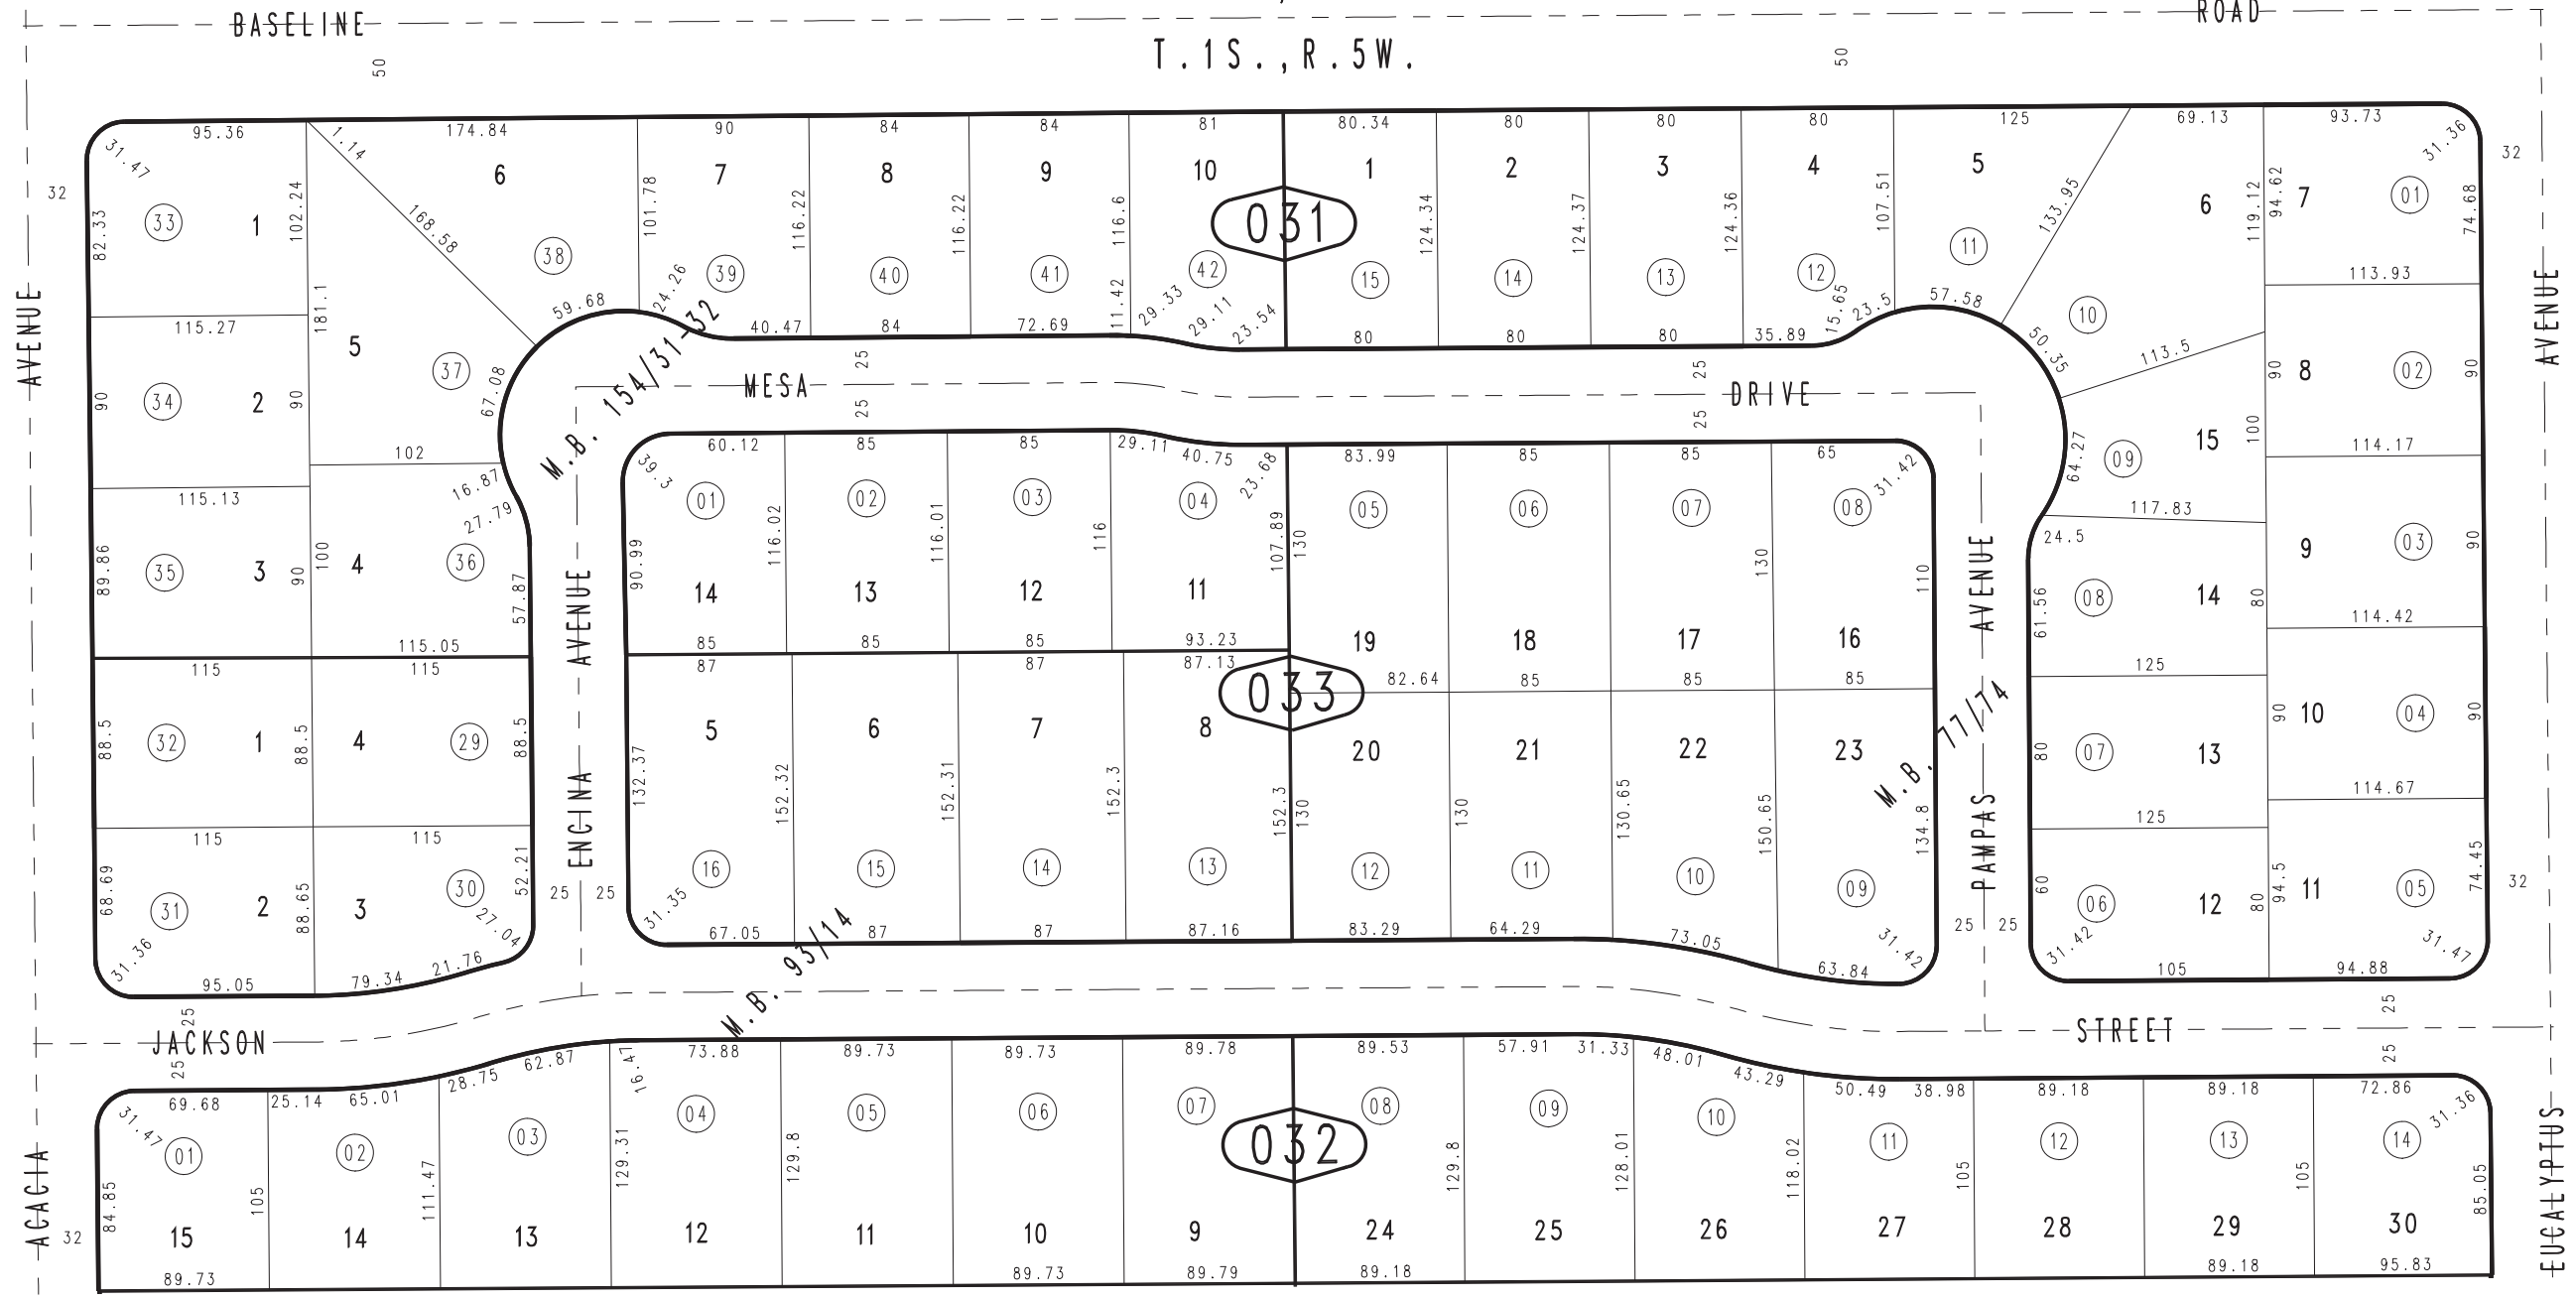 BASELINE ROAD
50 T.1S.,R.5W. 50
95.36 174.84 90 84 84 81 80.34 80 80 80 125 69.13 93.73
31.47 1.14 31.36
32 6 7 8 9 10 1 2 3 4 5 32
33 1 102.24 82.33 168.58 38 101.78 116.22 116.22 116.6 031 124.34 124.37 124.36 107.51 133.95 6 119.12 94.62 7 01 74.68
39 40 41 42 15 14 13 12 11 10
59.68 24.26 11.42 29.33 29.11 23.54 15.65 23.5 57.58 50.35 113.93
115.27 181.1 5 40.47 84 72.69 80 80 80 35.89 113.5
AVENUE 34 2 90 90 37 67.08 25 25 90 8 02 90 AVENUE
MESA DRIVE
M.B. 154/31-32
25 25
102 60.12 85 85 29.11 40.75 23.68 83.99 85 85 65 31.42 64.27 09 15 100 114.17
115.13 16.87 27.79 39.3 01 02 03 04 05 06 07 08 117.83
89.86 35 3 90 100 4 36 57.87 90.99 116.02 116.01 116 107.89 130 130 110 24.5 9 03 90 90
14 13 12 11 61.56 08 14 80 114.42
115.05 85 85 85 93.23 19 18 17 16
115 115 87 87 87.13 82.64 85 85 85 125
033
88.5 32 1 88.5 4 29 88.5 5 6 7 8 20 21 22 23 80 07 13 90 10 04 90
132.37 152.32 152.31 152.3 152.3 130 130 130.65 150.65 134.8 M.B. 77/74
ENCINA AVENUE
PAMPAS AVENUE
115 115 125 114.67
68.69 31 2 88.65 3 30 52.21 16 15 14 13 12 11 10 09 60 06 12 80 94.5 11 05 74.45
25 25 25 25 32
31.36 27.04 31.35 31.42 31.42 31.47
95.05 79.34 21.76 67.05 87 87 87.16 83.29 64.29 73.05 63.84 105 94.88
M.B. 93/14
25 25
JACKSON STREET
25 25
69.68 25.14 65.01 28.75 62.87 16.47 73.88 89.73 89.73 89.78 89.53 57.91 31.33 48.01 43.29 50.49 38.98 89.18 89.18 72.86
31.47 31.36
01 02 03 04 05 06 07 08 09 10 11 12 13 14
032
84.85 105 111.47 129.31 129.8 129.8 128.01 118.02 105 105 85.05
ACACIA 32 15 14 13 12 11 10 9 24 25 26 27 28 29 30 EUCALYPTUS
89.73 89.73 89.79 89.18 89.18 95.83